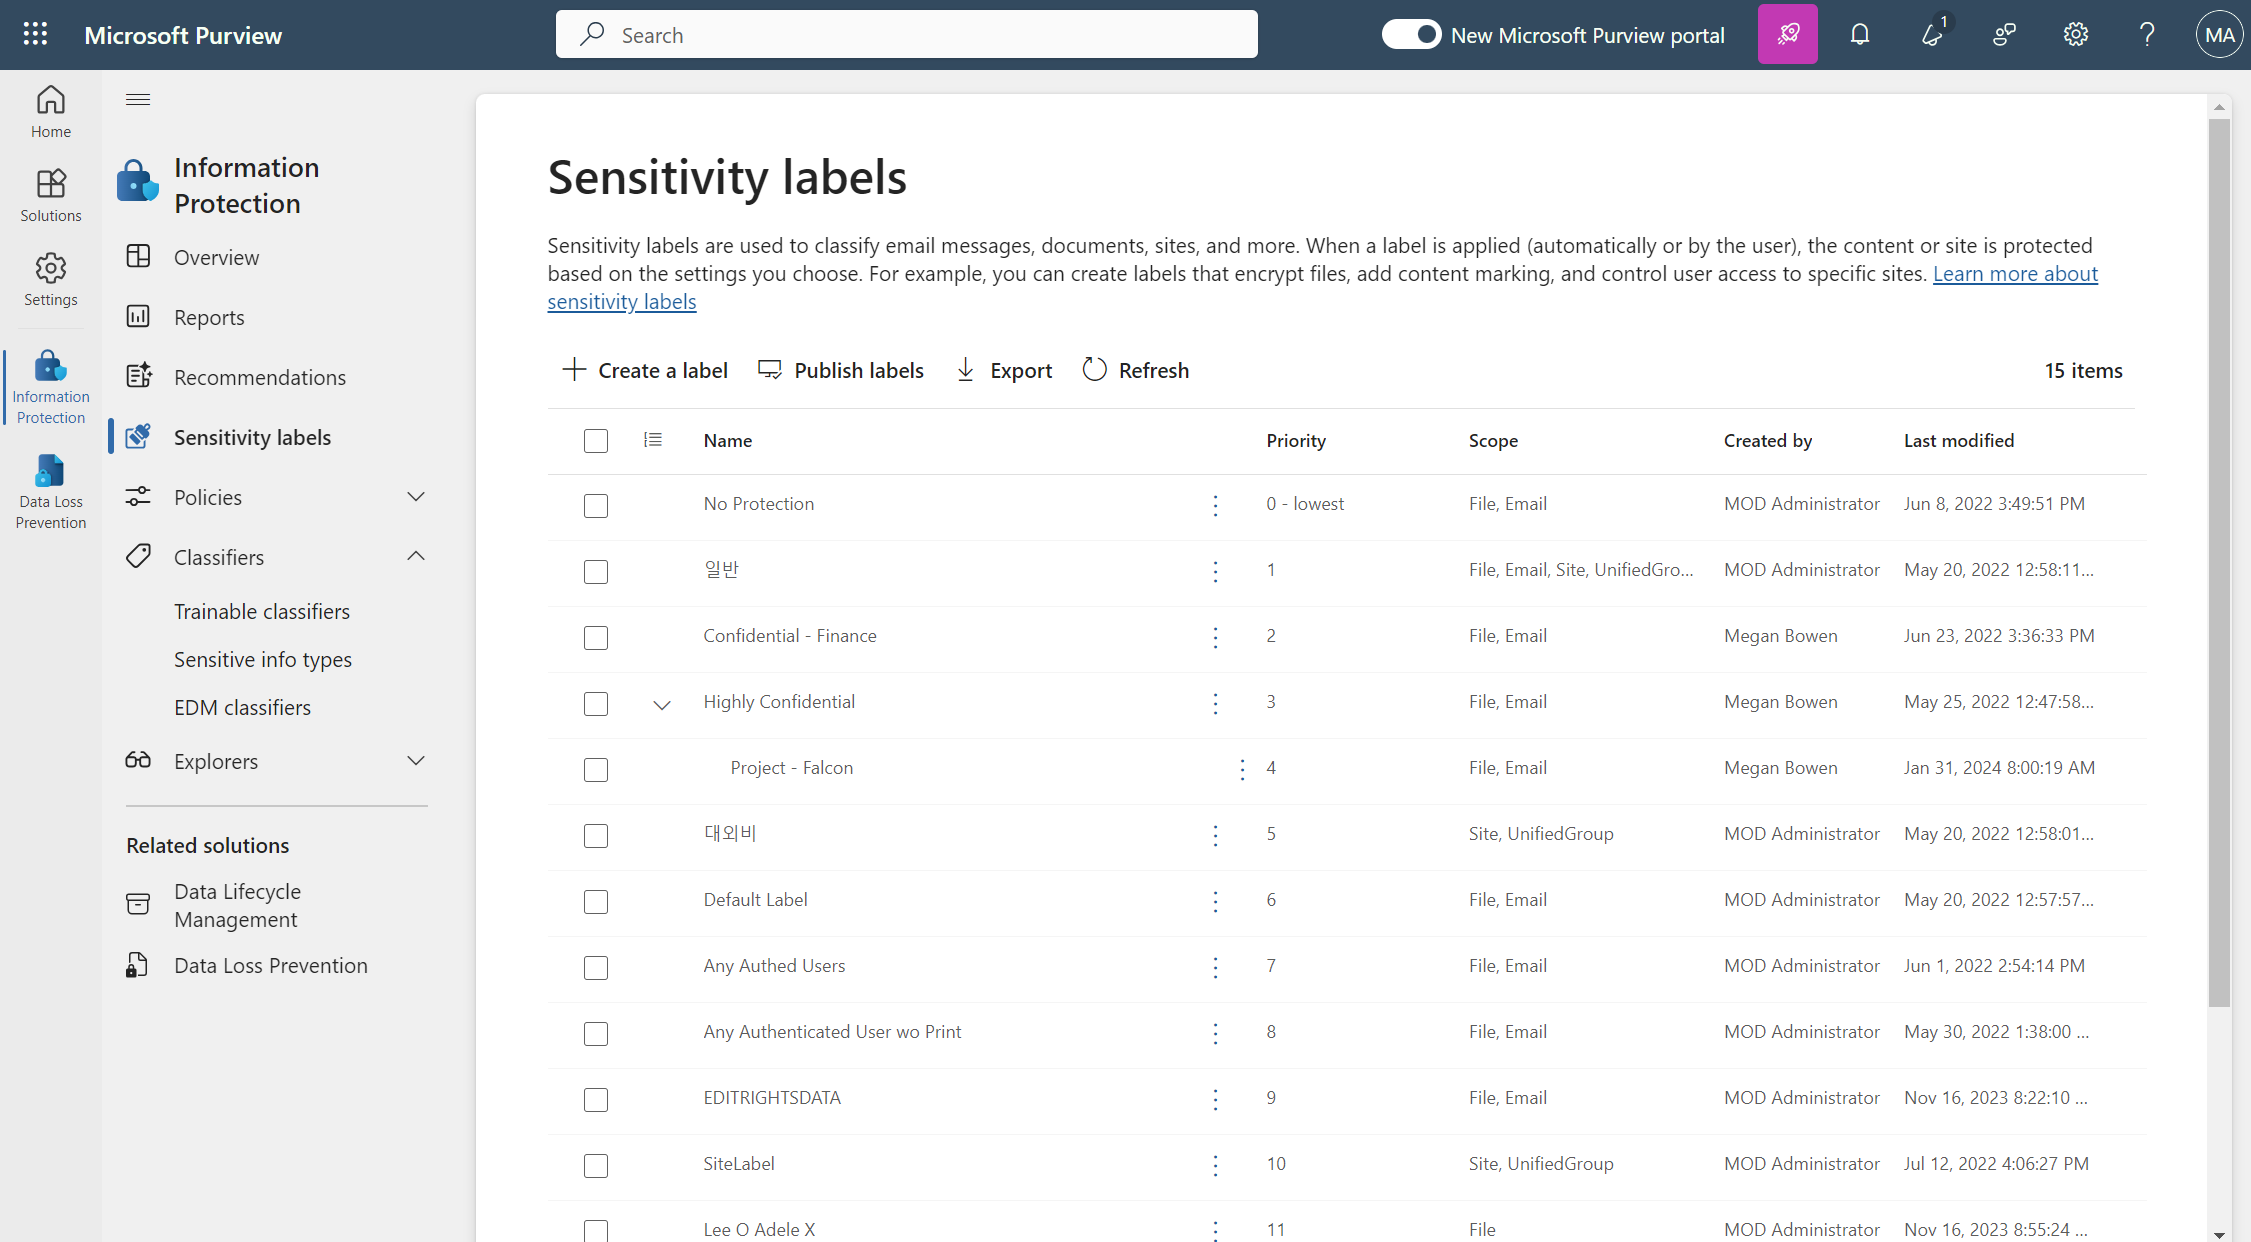 Microsoft Purview
Search
New Microsoft Purview portal
1
MA
Home
Solutions
Settings
Information
Protection
Data Loss
Prevention
Information
Protection
Overview
Reports
Recommendations
Sensitivity labels
Policies
Classifiers
Trainable classifiers
Sensitive info types
EDM classifiers
Explorers
Related solutions
Data Lifecycle
Management
Data Loss Prevention
Sensitivity labels
Sensitivity labels are used to classify email messages, documents, sites, and more. When a label is applied (automatically or by the user), the content or site is protected
based on the settings you choose. For example, you can create labels that encrypt files, add content marking, and control user access to specific sites. Learn more about
sensitivity labels
Create a label Publish labels Export Refresh 15 items
Name Priority Scope Created by Last modified
No Protection 0 - lowest File, Email MOD Administrator Jun 8, 2022 3:49:51 PM
일반 1 File, Email, Site, UnifiedGro... MOD Administrator May 20, 2022 12:58:11...
Confidential - Finance 2 File, Email Megan Bowen Jun 23, 2022 3:36:33 PM
Highly Confidential 3 File, Email Megan Bowen May 25, 2022 12:47:58...
Project - Falcon 4 File, Email Megan Bowen Jan 31, 2024 8:00:19 AM
대외비 5 Site, UnifiedGroup MOD Administrator May 20, 2022 12:58:01...
Default Label 6 File, Email MOD Administrator May 20, 2022 12:57:57...
Any Authed Users 7 File, Email MOD Administrator Jun 1, 2022 2:54:14 PM
Any Authenticated User wo Print 8 File, Email MOD Administrator May 30, 2022 1:38:00 ...
EDITRIGHTSDATA 9 File, Email MOD Administrator Nov 16, 2023 8:22:10 ...
SiteLabel 10 Site, UnifiedGroup MOD Administrator Jul 12, 2022 4:06:27 PM
Lee O Adele X 11 File MOD Administrator Nov 16, 2023 8:55:24 ...